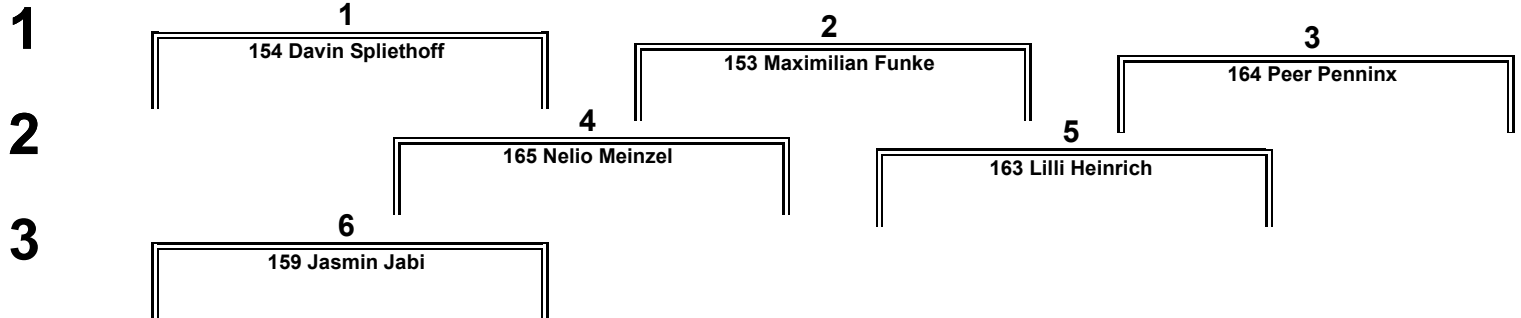 1
1
154 Davin Spliethoff
2
153 Maximilian Funke
3
164 Peer Penninx
2
4
165 Nelio Meinzel
5
163 Lilli Heinrich
3
6
159 Jasmin Jabi